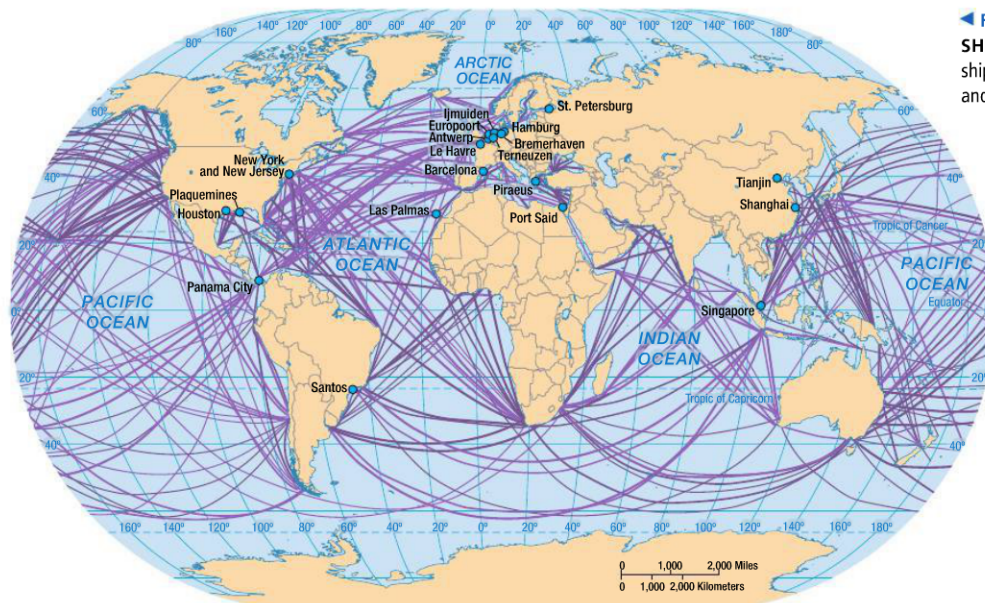 160° 140° 120° 100° 80° 60° 40° 20° 0° 20° 40° 60° 80° 100° 120° 140° 160°
80°
80°
ARCTIC
OCEAN
60°
60°
St. Petersburg
Ijmuiden
Europoort
Hamburg
Antwerp
Bremerhaven
Le Havre
Terneuzen
New York
and New Jersey
Barcelona
40°
40°
Plaquemines
Piraeus
Tianjin
Houston
Las Palmas
Port Said
Shanghai
Tropic of Cancer
20°
20°
ATLANTIC
OCEAN
PACIFIC
OCEAN
Panama City
PACIFIC
OCEAN
Equator
Singapore
0°
0°
INDIAN
OCEAN
20°
20°
Santos
Tropic of Capricorn
40°
40°
160° 140° 120° 100° 80° 60° 40° 20° 0° 20° 40° 60° 80° 100° 120° 140° 160° 180°
0 1,000 2,000 Miles
0 1,000 2,000 Kilometers
SH
ship
and